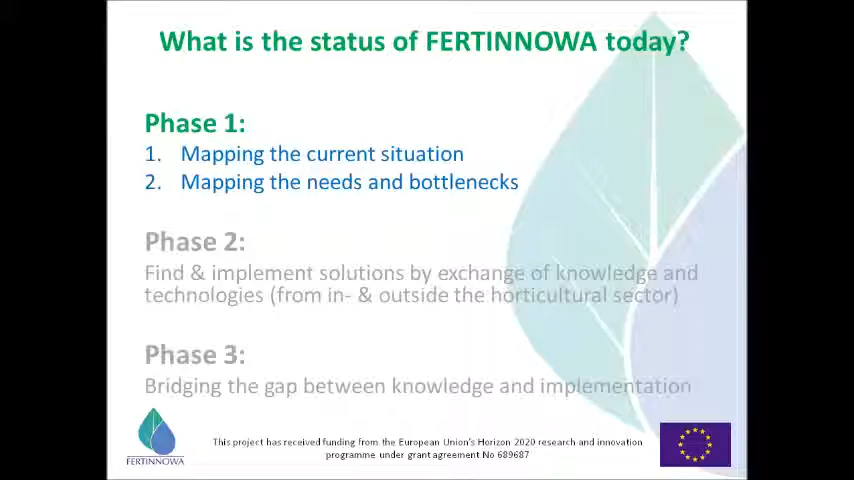 What is the status of FERTINNOWA today?
Phase 1:
1. Mapping the current situation
2. Mapping the needs and bottlenecks
Phase 2:
Find & implement solutions by exchange of knowledge and
technologies (from in- & outside the horticultural sector)
Phase 3:
Bridging the gap between knowledge and implementation
FERTINNOWA
This project has received funding from the European Union's Horizon 2020 research and innovation
programme under grant agreement No 689687